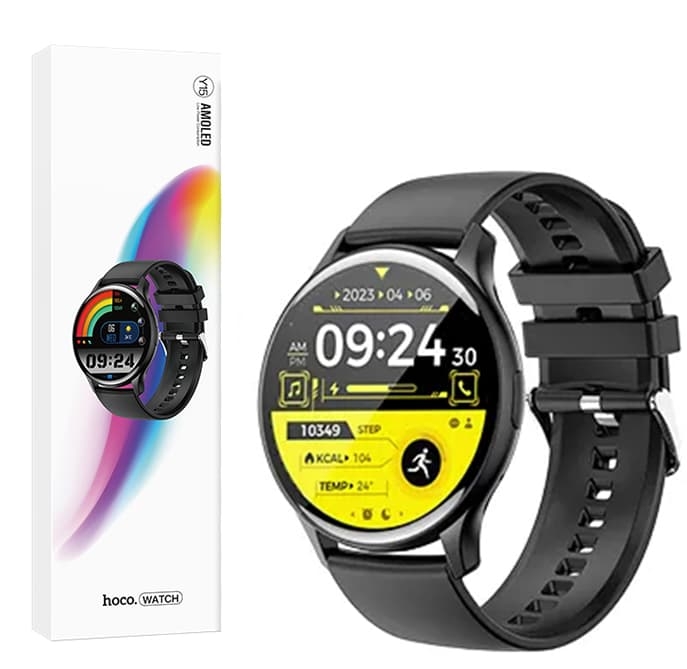 Y15 AMOLED
09:24
hoco. WATCH
2023 04 06
AM
PM
09:24 30
10349 STEP
KCAL 104
TEMP 24°